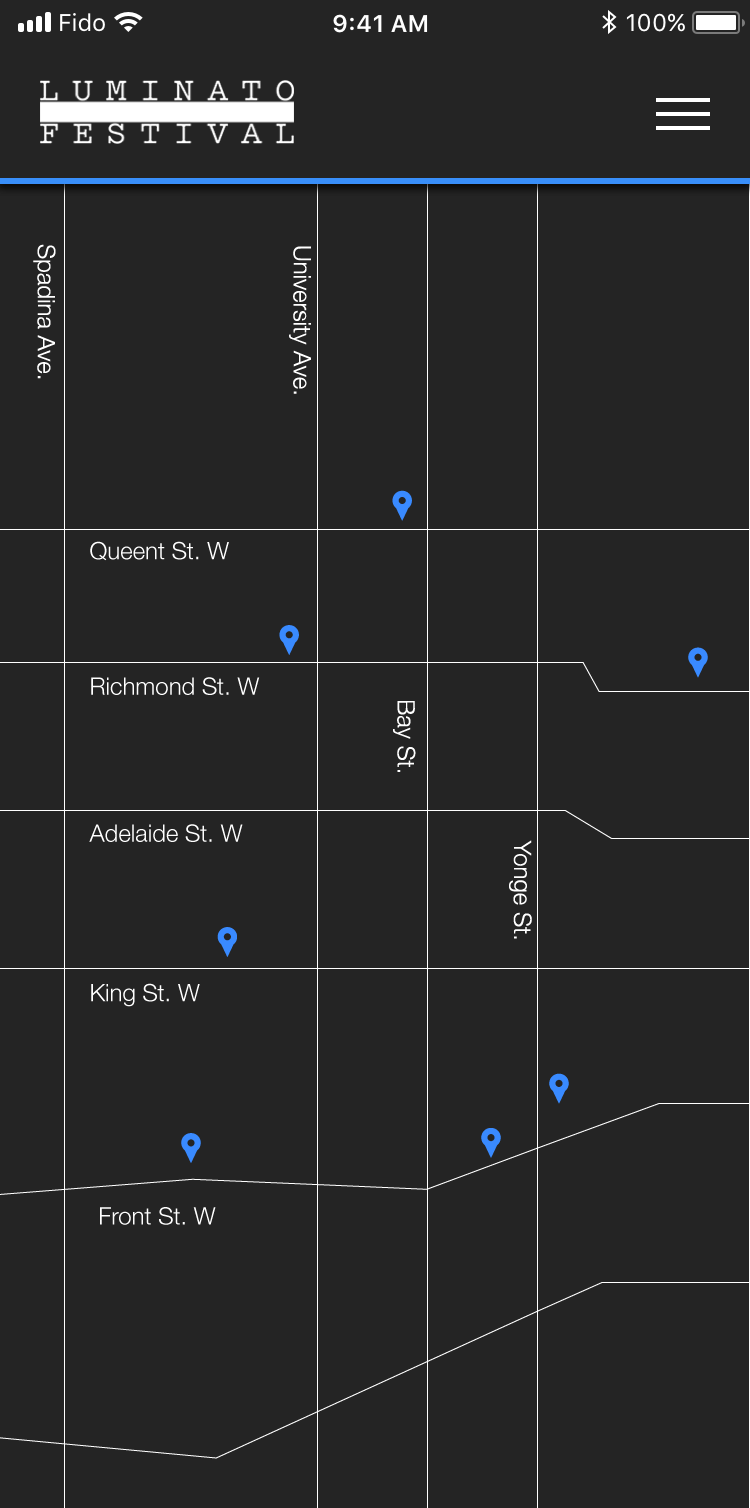 Fido 9:41 AM 100%
LUMINATO
FESTIVAL
Spadina Ave.
University Ave.
Queent St. W
Richmond St. W
Bay St.
Adelaide St. W
Yonge St.
King St. W
Front St. W